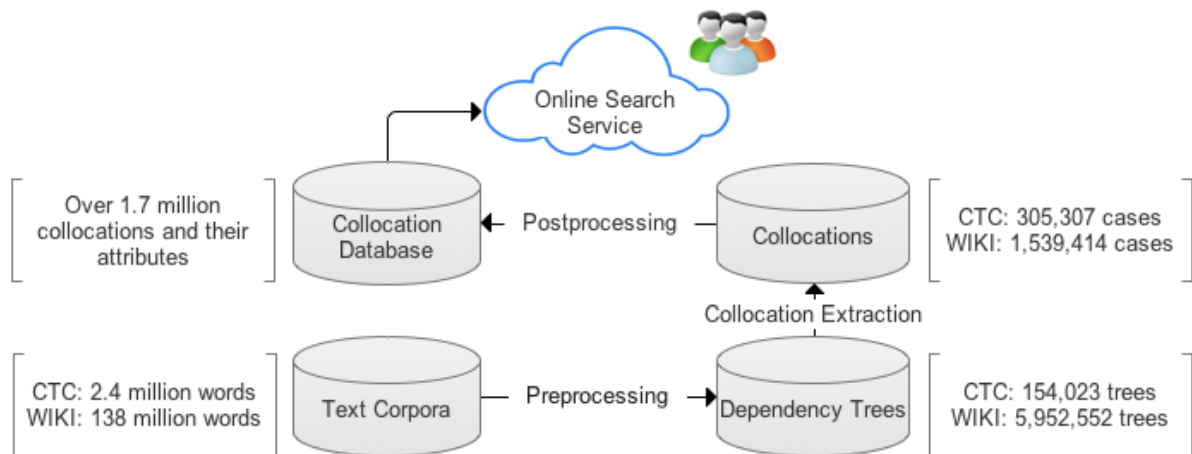 Online Search
Service
Over 1.7 million
collocations and their
attributes
Collocation
Database
Postprocessing
Collocations
CTC: 305,307 cases
WIKI: 1,539,414 cases
Collocation Extraction
CTC: 2.4 million words
WIKI: 138 million words
Text Corpora
Preprocessing
Dependency Trees
CTC: 154,023 trees
WIKI: 5,952,552 trees